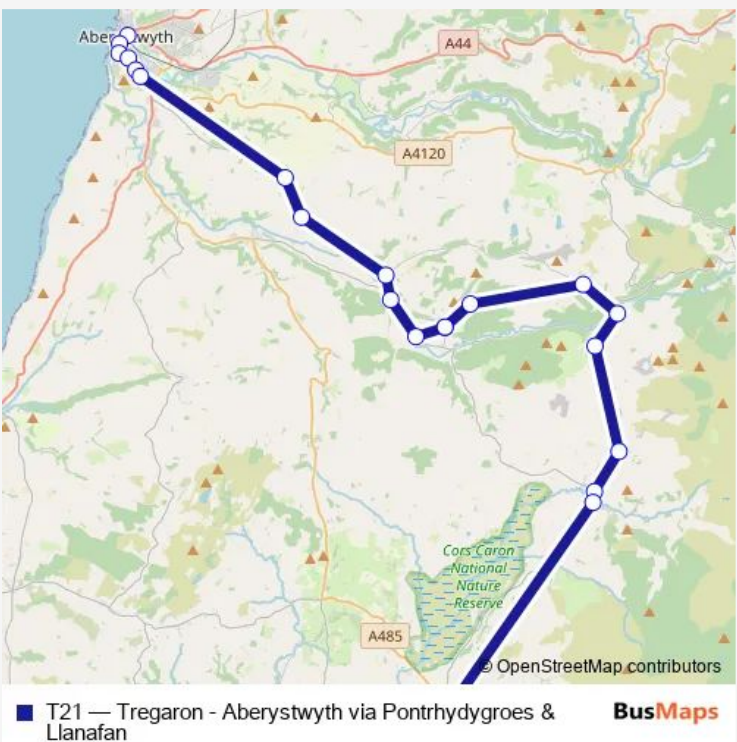 Aberystwyth
A44
A4120
Cors Caron
National
Nature
Reserve
A485
© OpenStreetMap contributors
T21 — Tregaron - Aberystwyth via Pontrhydygroes &
Llanafan
BusMaps